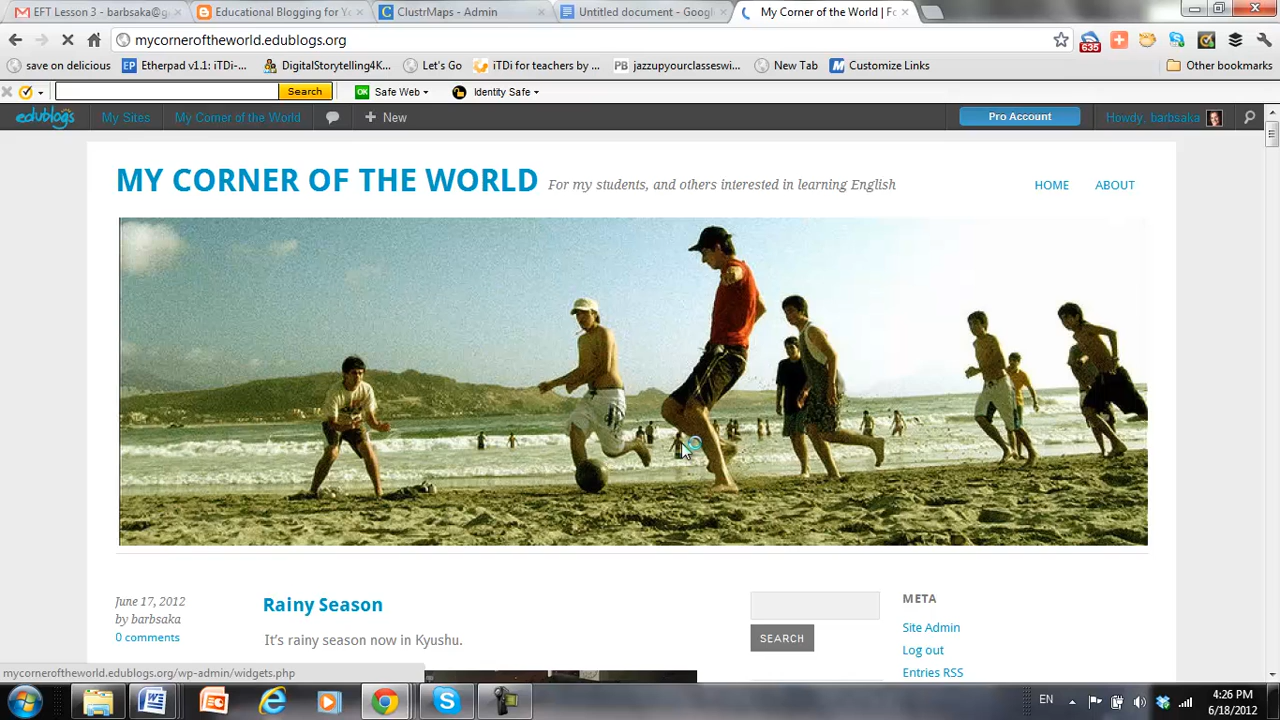 EFT Lesson 3 - barbsaka@g
Educational Blogging for Yo
ClustrMaps - Admin
Untitled document - Googl
My Corner of the World | Fo
mycorneroftheworld.edublogs.org
635
save on delicious
EP Etherpad v1.1: iTDi-...
DigitalStorytelling4K...
Let's Go
iTDi for teachers by ...
PB jazzupyourclasseswi...
New Tab
Customize Links
Other bookmarks
Search
OK Safe Web
Identity Safe
edublogs
My Sites
My Corner of the World
+ New
Pro Account
Howdy, barbsaka
MY CORNER OF THE WORLD
For my students, and others interested in learning English
HOME
ABOUT
June 17, 2012
by barbsaka
0 comments
Rainy Season
It's rainy season now in Kyushu.
SEARCH
META
Site Admin
Log out
Entries RSS
mycorneroftheworld.edublogs.org/wp-admin/widgets.php
EN
4:26 PM
6/18/2012